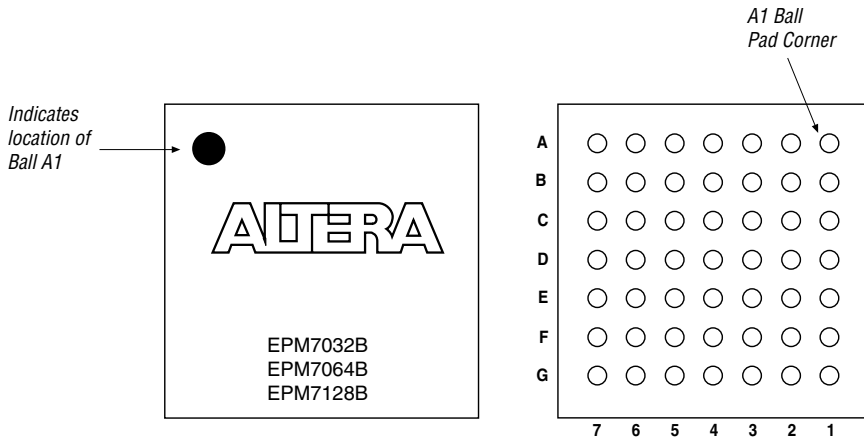 A1 Ball
Pad Corner
Indicates
location of
Ball A1
ALTERA
EPM7032B
EPM7064B
EPM7128B
A
B
C
D
E
F
G
7 6 5 4 3 2 1